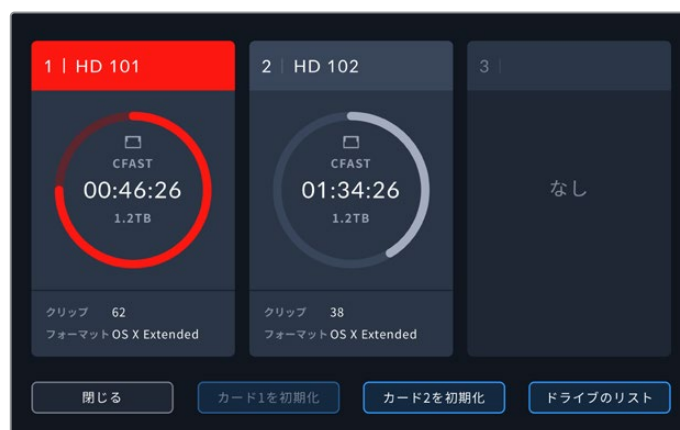 1 | HD 101
CFAST
00:46:26
1.2TB
クリップ 62
フォーマット OS X Extended
2 | HD 102
CFAST
01:34:26
1.2TB
クリップ 38
フォーマット OS X Extended
3 |
なし
閉じる
カード1を初期化
カード2を初期化
ドライブのリスト